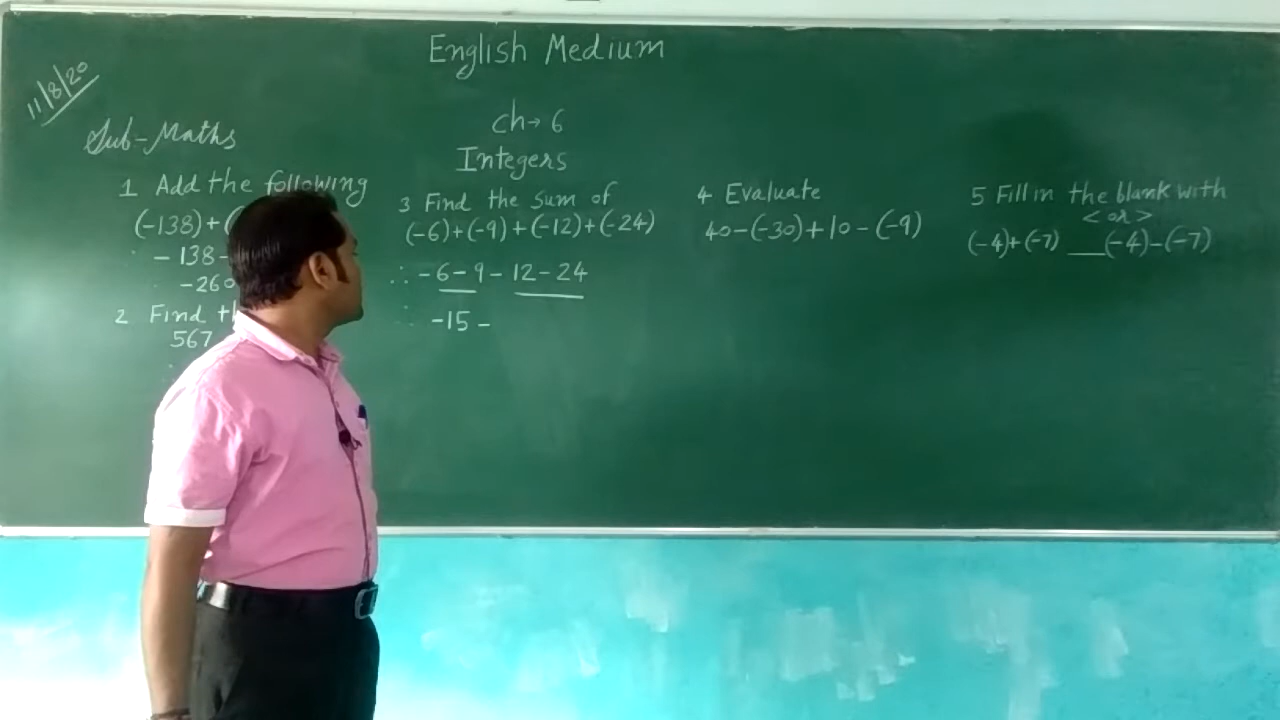 English Medium
11/8/20
Sub-Maths
ch→6
Integers
1 Add the following
(-138)+(
∴ -138-
∴ -260
2 Find th
567
3 Find the sum of
(-6)+(-9)+(-12)+(-24)
∴ -6-9-12-24
∴ -15-
4 Evaluate
40-(-30)+10-(-9)
5 Fill in the blank with
< or >
(-4)+(-7) ___(-4)-(-7)